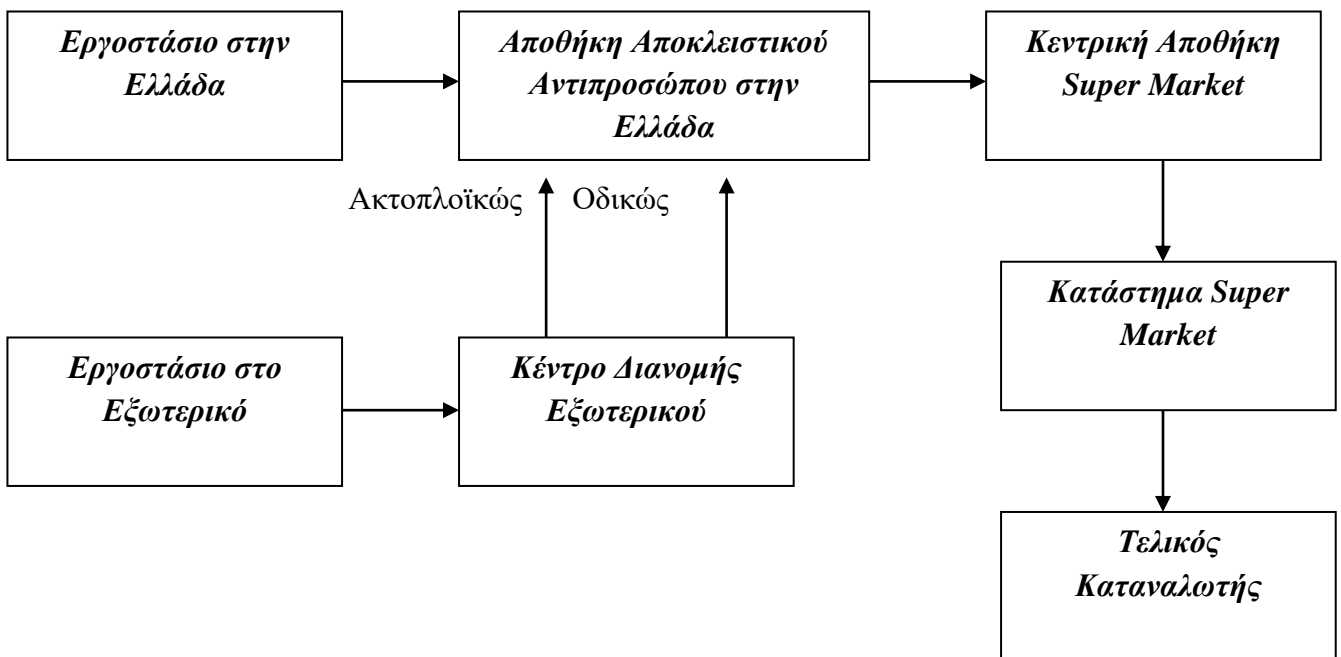 Εργοστάσιο στην
Ελλάδα
Αποθήκη Αποκλειστικού
Αντιπροσώπου στην
Ελλάδα
Κεντρική Αποθήκη
Super Market
Ακτοπλοϊκώς
Οδικώς
Κατάστημα Super
Market
Εργοστάσιο στο
Εξωτερικό
Κέντρο Διανομής
Εξωτερικού
Τελικός
Καταναλωτής